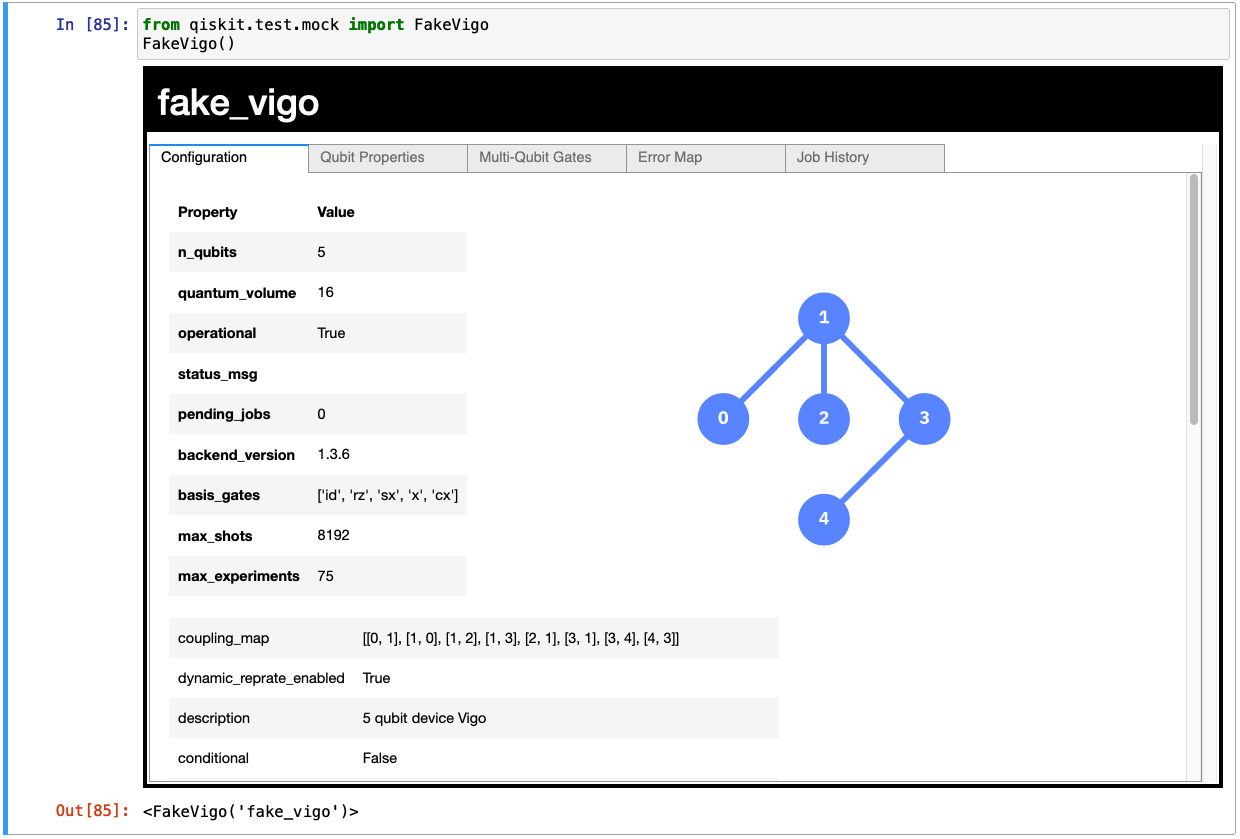 In [85]: from qiskit.test.mock import FakeVigo
FakeVigo()
fake_vigo
Configuration Qubit Properties Multi-Qubit Gates Error Map Job History
Property Value
n_qubits 5
quantum_volume 16
operational True
status_msg
pending_jobs 0
backend_version 1.3.6
basis_gates ['id', 'rz', 'sx', 'x', 'cx']
max_shots 8192
max_experiments 75
1
0 2 3
4
coupling_map [[0, 1], [1, 0], [1, 2], [1, 3], [2, 1], [3, 1], [3, 4], [4, 3]]
dynamic_reprate_enabled True
description 5 qubit device Vigo
conditional False
Out[85]: <FakeVigo('fake_vigo')>